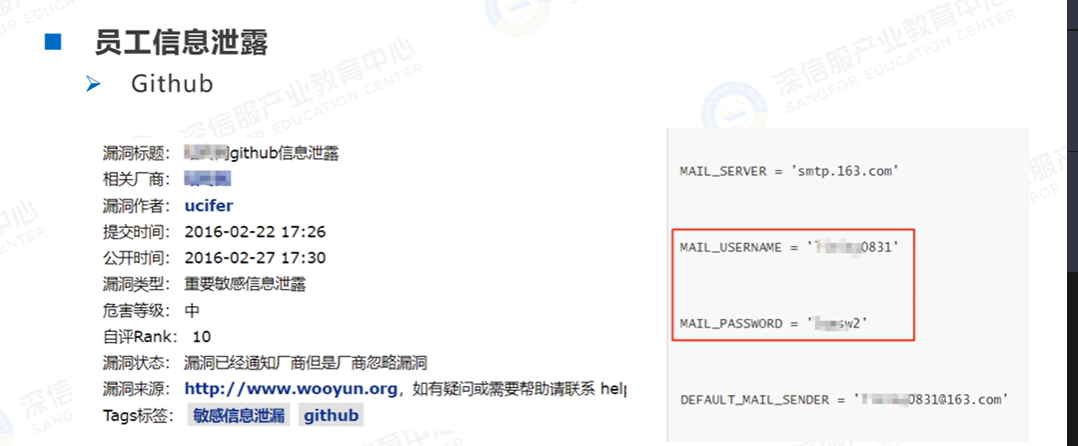 员工信息泄露
Github
漏洞标题： github信息泄露
相关厂商：
漏洞作者： ucifer
提交时间： 2016-02-22 17:26
公开时间： 2016-02-27 17:30
漏洞类型： 重要敏感信息泄露
危害等级： 中
自评Rank： 10
漏洞状态： 漏洞已经通知厂商但是厂商忽略漏洞
漏洞来源： http://www.wooyun.org，如有疑问或需要帮助请联系 help
Tags标签： 敏感信息泄漏 github
MAIL_SERVER = 'smtp.163.com'
MAIL_USERNAME = ' 0831'
MAIL_PASSWORD = ' sw2'
DEFAULT_MAIL_SENDER = ' 0831@163.com'
深信服产业教育中心
SANGFOR EDUCATION CENTER